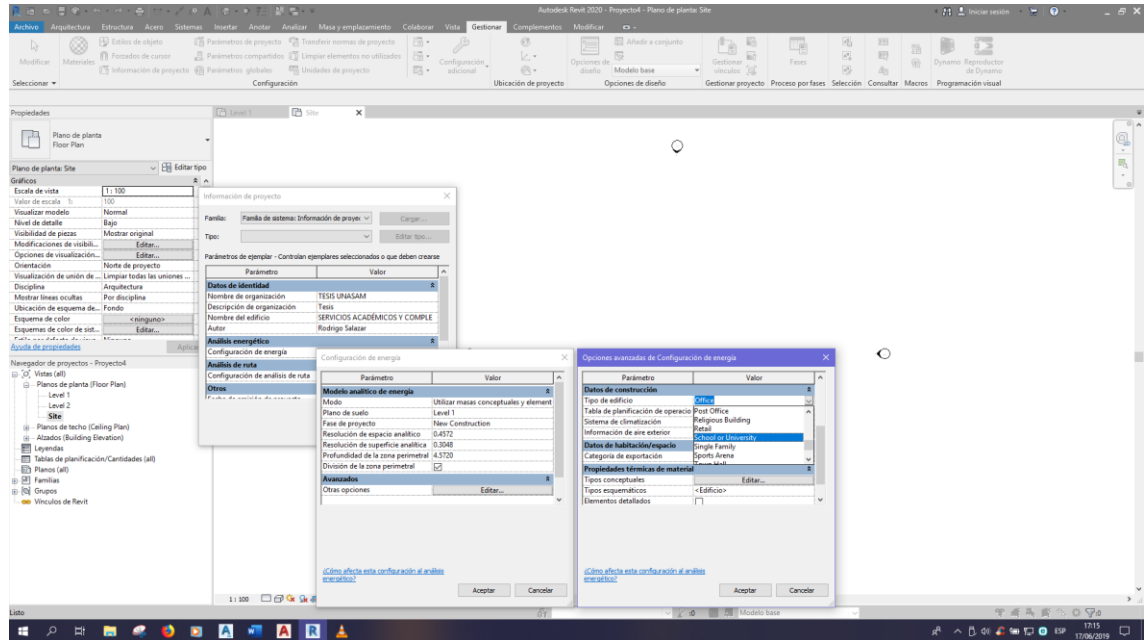 Autodesk Revit 2020 - Proyecto4 - Plano de planta: Site
Iniciar sesión
Archivo Arquitectura Estructura Acero Sistemas Insertar Anotar Analizar Masa y emplazamiento Colaborar Vista Gestionar Complementos Modificar
Estilos de objeto Parámetros de proyecto Transferir normas de proyecto
Forzados de cursor Parámetros compartidos Limpiar elementos no utilizados
Información de proyecto Parámetros globales Unidades de proyecto
Modificar Materiales Configuración adicional
Opciones de diseño Añadir a conjunto
Modelo base
Gestionar vínculos Fases Dynamo Reproductor de Dynamo
Seleccionar Configuración Ubicación de proyecto Opciones de diseño Gestionar proyecto Proceso por fases Selección Consultar Macros Programación visual
Propiedades
Level 1 Site
Plano de planta
Floor Plan
Plano de planta: Site Editar tipo
Gráficos
Escala de vista 1 : 100
Valor de escala 1: 100
Visualizar modelo Normal
Nivel de detalle Bajo
Visibilidad de piezas Mostrar original
Modificaciones de visibili... Editar...
Opciones de visualización... Editar...
Orientación Norte de proyecto
Visualización de unión de ... Limpiar todas las uniones ...
Disciplina Arquitectura
Mostrar líneas ocultas Por disciplina
Ubicación de esquema de... Fondo
Esquema de color <ninguno>
Esquemas de color de sist... Editar...
Ayuda de propiedades Aplicar
Navegador de proyectos - Proyecto4
Vistas (all)
Planos de planta (Floor Plan)
Level 1
Level 2
Site
Planos de techo (Ceiling Plan)
Alzados (Building Elevation)
Leyendas
Tablas de planificación/Cantidades (all)
Planos (all)
Familias
Grupos
Vínculos de Revit
Información de proyecto
Familia: Familia de sistema: Información de proyec Cargar...
Tipo: Editar tipo...
Parámetros de ejemplar - Controlan ejemplares seleccionados o que deben crearse
Parámetro Valor
Datos de identidad
Nombre de organización TESIS UNASAM
Descripción de organización Tesis
Nombre del edificio SERVICIOS ACADÉMICOS Y COMPLE
Autor Rodrigo Salazar
Análisis energético
Configuración de energía
Análisis de ruta
Configuración de análisis de ruta
Otros
Configuración de energía
Parámetro Valor
Modelo analítico de energía
Modo Utilizar masas conceptuales y element
Plano de suelo Level 1
Fase de proyecto New Construction
Resolución de espacio analítico 0.4572
Resolución de superficie analítica 0.3048
Profundidad de la zona perimetral 4.5720
División de la zona perimetral
Avanzados
Otras opciones Editar...
¿Cómo afecta esta configuración al análisis energético?
Aceptar Cancelar
Opciones avanzadas de Configuración de energía
Parámetro Valor
Datos de construcción
Tipo de edificio Office
Tabla de planificación de operacio Post Office
Sistema de climatización Religious Building
Información de aire exterior Retail
School or University
Datos de habitación/espacio Single Family
Categoría de exportación Sports Arena
Town Hall
Propiedades térmicas de material
Tipos conceptuales Editar...
Tipos esquemáticos <Edificio>
Elementos detallados
¿Cómo afecta esta configuración al análisis energético?
Aceptar Cancelar
1 : 100
Listo :0 Modelo base :0
ESP 17:15
17/06/2019